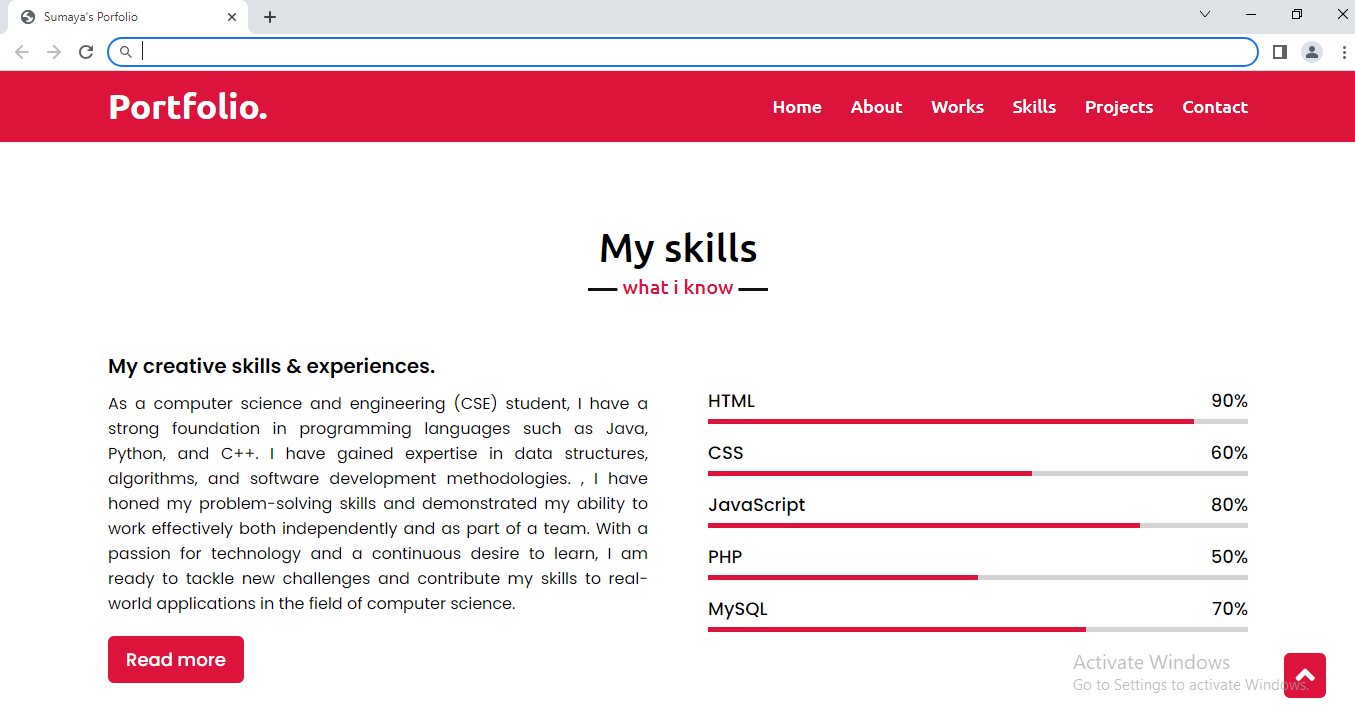 Sumaya's Porfolio
Portfolio.
Home About Works Skills Projects Contact
My skills
what i know
My creative skills & experiences.
As a computer science and engineering (CSE) student, I have a
strong foundation in programming languages such as Java,
Python, and C++. I have gained expertise in data structures,
algorithms, and software development methodologies. , I have
honed my problem-solving skills and demonstrated my ability to
work effectively both independently and as part of a team. With a
passion for technology and a continuous desire to learn, I am
ready to tackle new challenges and contribute my skills to real-
world applications in the field of computer science.
Read more
HTML 90%
CSS 60%
JavaScript 80%
PHP 50%
MySQL 70%
Activate Windows
Go to Settings to activate Windows.